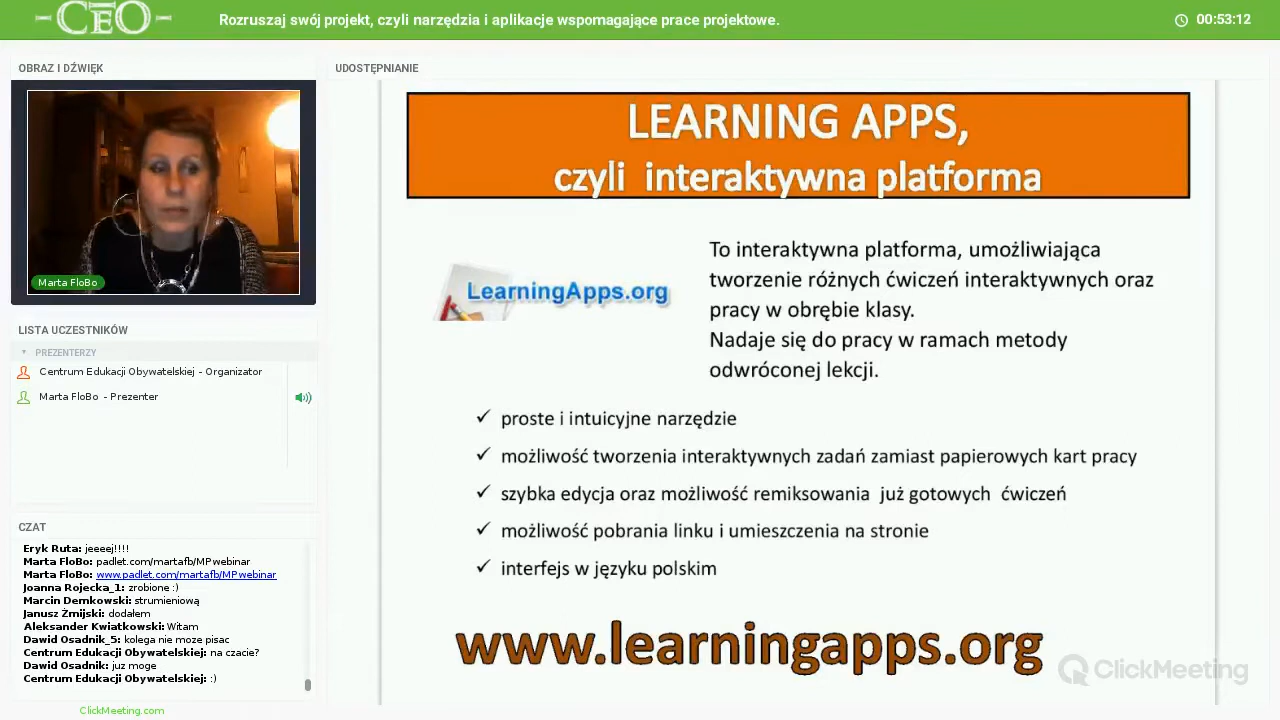 CEO
Rozruszaj swój projekt, czyli narzędzia i aplikacje wspomagające prace projektowe.
00:53:12
OBRAZ I DŹWIĘK
Marta FloBo
LISTA UCZESTNIKÓW
PREZENTERZY
Centrum Edukacji Obywatelskiej - Organizator
Marta FloBo - Prezenter
CZAT
Eryk Ruta: jeeeej!!!!
Marta FloBo: padlet.com/martafb/MPwebinar
Marta FloBo: www.padlet.com/martafb/MPwebinar
Joanna Rojecka_1: zrobione :)
Marcin Demkowski: strumieniową
Janusz Żmijski: dodałem
Aleksander Kwiatkowski: Witam
Dawid Osadnik_5: kolega nie moze pisac
Centrum Edukacji Obywatelskiej: na czacie?
Dawid Osadnik: juz moge
Centrum Edukacji Obywatelskiej: :)
ClickMeeting.com
UDOSTĘPNIANIE
LEARNING APPS,
czyli interaktywna platforma
LearningApps.org
To interaktywna platforma, umożliwiająca
tworzenie różnych ćwiczeń interaktywnych oraz
pracy w obrębie klasy.
Nadaje się do pracy w ramach metody
odwróconej lekcji.
✓ proste i intuicyjne narzędzie
✓ możliwość tworzenia interaktywnych zadań zamiast papierowych kart pracy
✓ szybka edycja oraz możliwość remiksowania już gotowych ćwiczeń
✓ możliwość pobrania linku i umieszczenia na stronie
✓ interfejs w języku polskim
www.learningapps.org
ClickMeeting